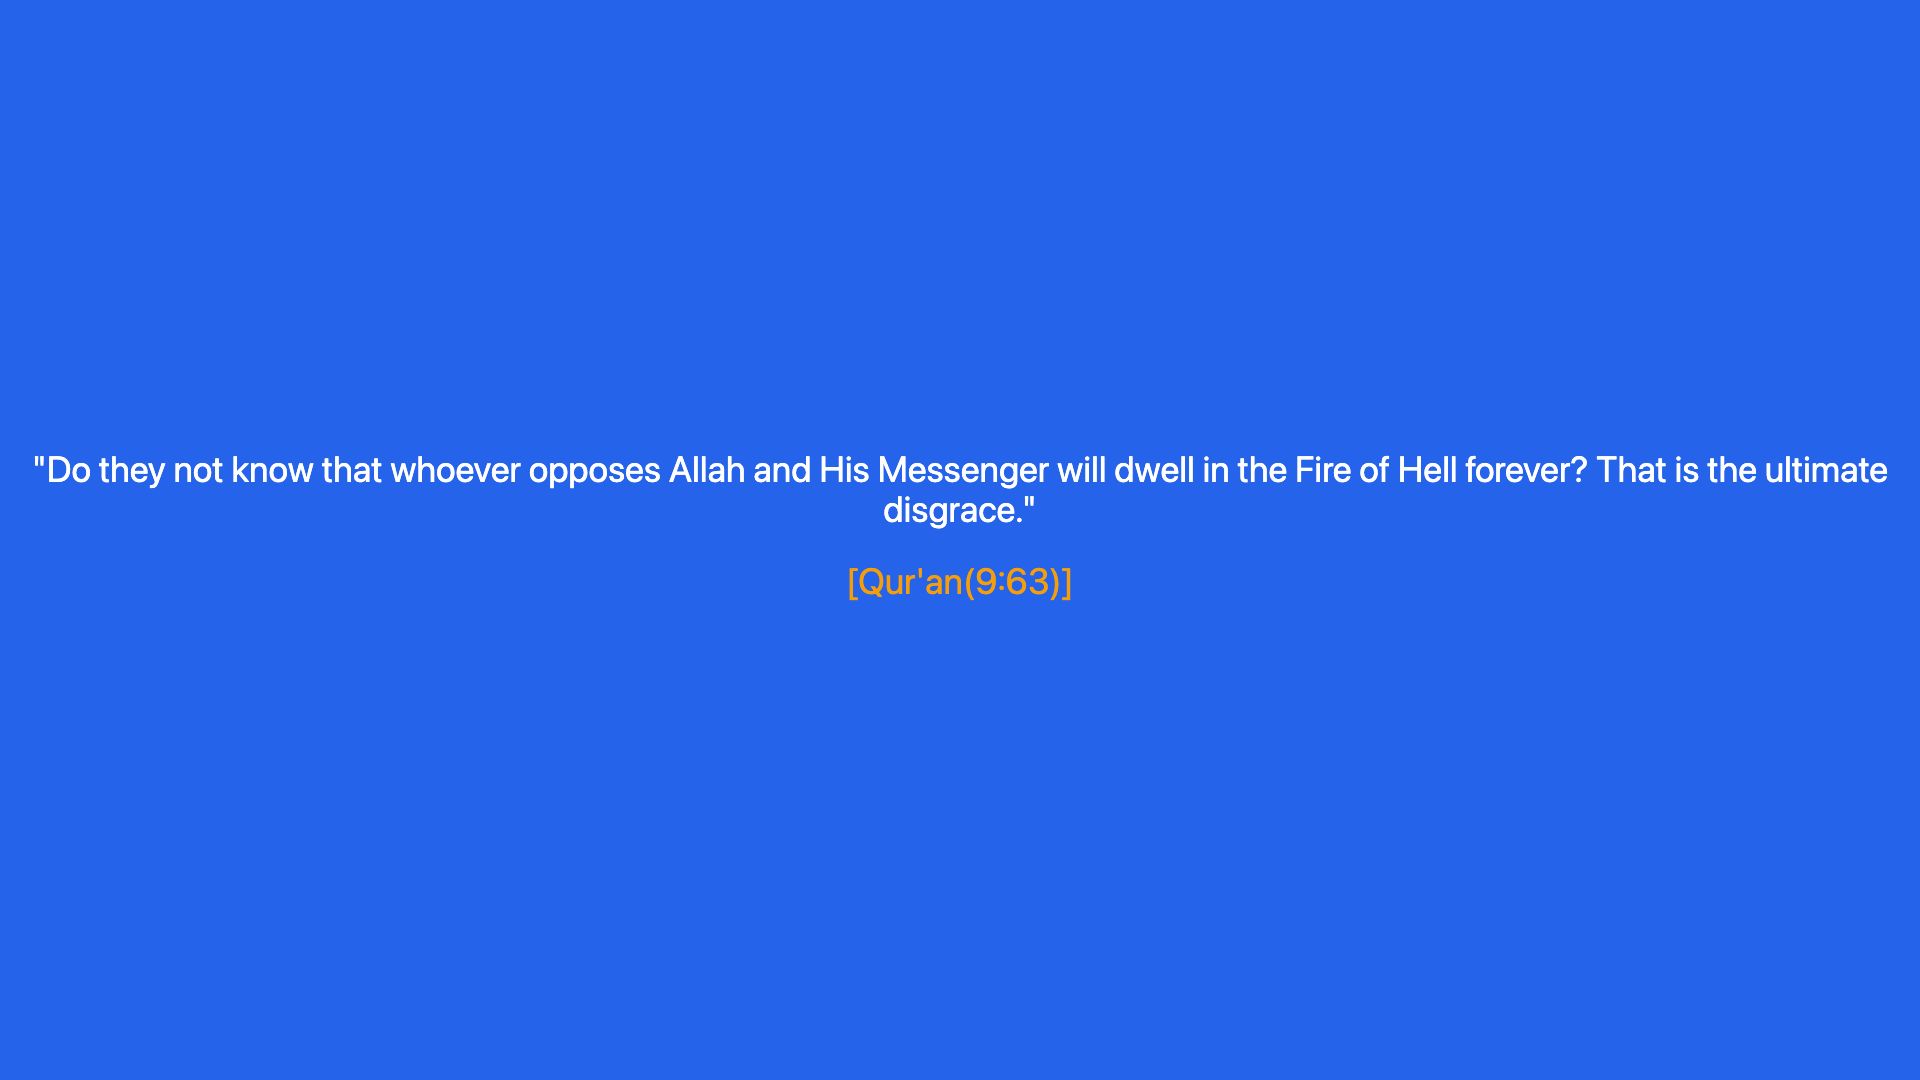 "Do they not know that whoever opposes Allah and His Messenger will dwell in the Fire of Hell forever? That is the ultimate
disgrace."
[Qur'an(9:63)]